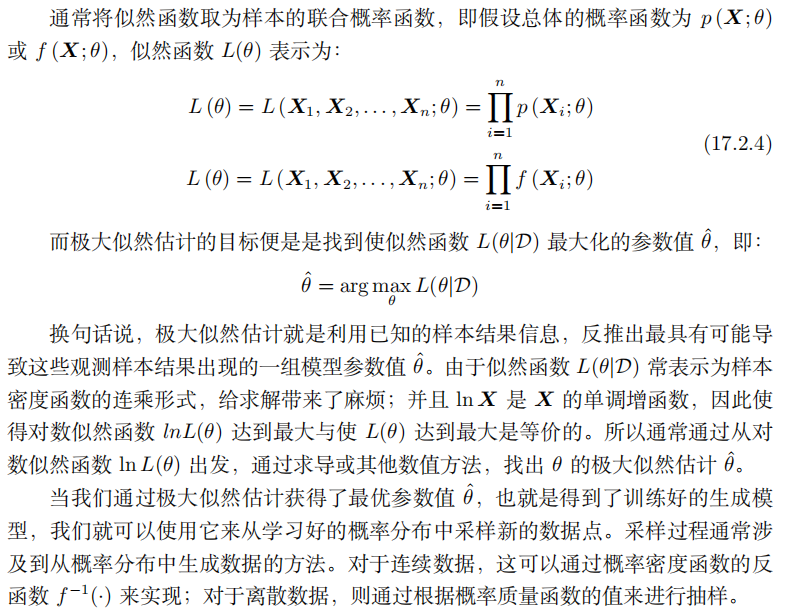 通常将似然函数取为样本的联合概率函数，即假设总体的概率函数为 p (X; θ)
或 f (X; θ)，似然函数 L(θ) 表示为：
L (θ) = L (X₁, X₂, . . . , Xₙ; θ) = ∏ⁿᵢ₌₁ p (Xᵢ; θ)
(17.2.4)
L (θ) = L (X₁, X₂, . . . , Xₙ; θ) = ∏ⁿᵢ₌₁ f (Xᵢ; θ)
而极大似然估计的目标便是是找到使似然函数 L(θ|𝒟) 最大化的参数值 θ̂，即：
θ̂ = arg max_θ L(θ|𝒟)
换句话说，极大似然估计就是利用已知的样本结果信息，反推出最具有可能导
致这些观测样本结果出现的一组模型参数值 θ̂。由于似然函数 L(θ|𝒟) 常表示为样本
密度函数的连乘形式，给求解带来了麻烦；并且 ln X 是 X 的单调增函数，因此使
得对数似然函数 lnL(θ) 达到最大与使 L(θ) 达到最大是等价的。所以通常通过从对
数似然函数 ln L(θ) 出发，通过求导或其他数值方法，找出 θ 的极大似然估计 θ̂。
当我们通过极大似然估计获得了最优参数值 θ̂，也就是得到了训练好的生成模
型，我们就可以使用它来从学习好的概率分布中采样新的数据点。采样过程通常涉
及到从概率分布中生成数据的方法。对于连续数据，这可以通过概率密度函数的反
函数 f⁻¹(·) 来实现；对于离散数据，则通过根据概率质量函数的值来进行抽样。